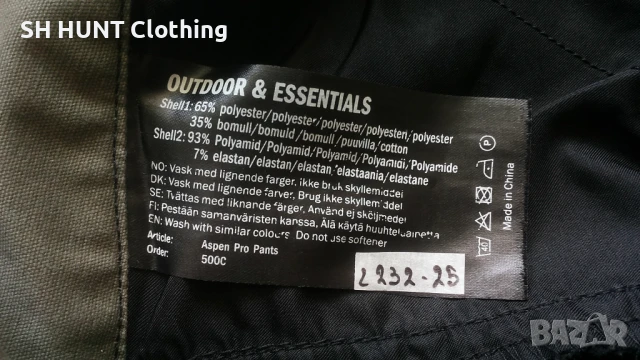 SH HUNT Clothing
OUTDOOR & ESSENTIALS
Shell1: 65% polyester/polyester/polyester/polyesten/polyester
35% bomull/bomuld/bomull/puuvilla/cotton
Shell2: 93% Polyamid/Polyamid/Polyamid/Polyamidi/Polyamide
7% elastan/elastan/elastan/elastaania/elastane
NO: Vask med lignende farger, ikke bruk skyllemiddel
DK: Vask med lignende farver, Brug ikke skyllemiddel
SE: Tvättas med liknande färger, Använd ej sköljmedel
FI: Pestään samanväristen kanssa, Älä käytä huuhteluainetta
EN: Wash with similar colours. Do not use softener
Article: Aspen Pro Pants
Order: 500C
L232-25
P
40
Made in China
BAZAR